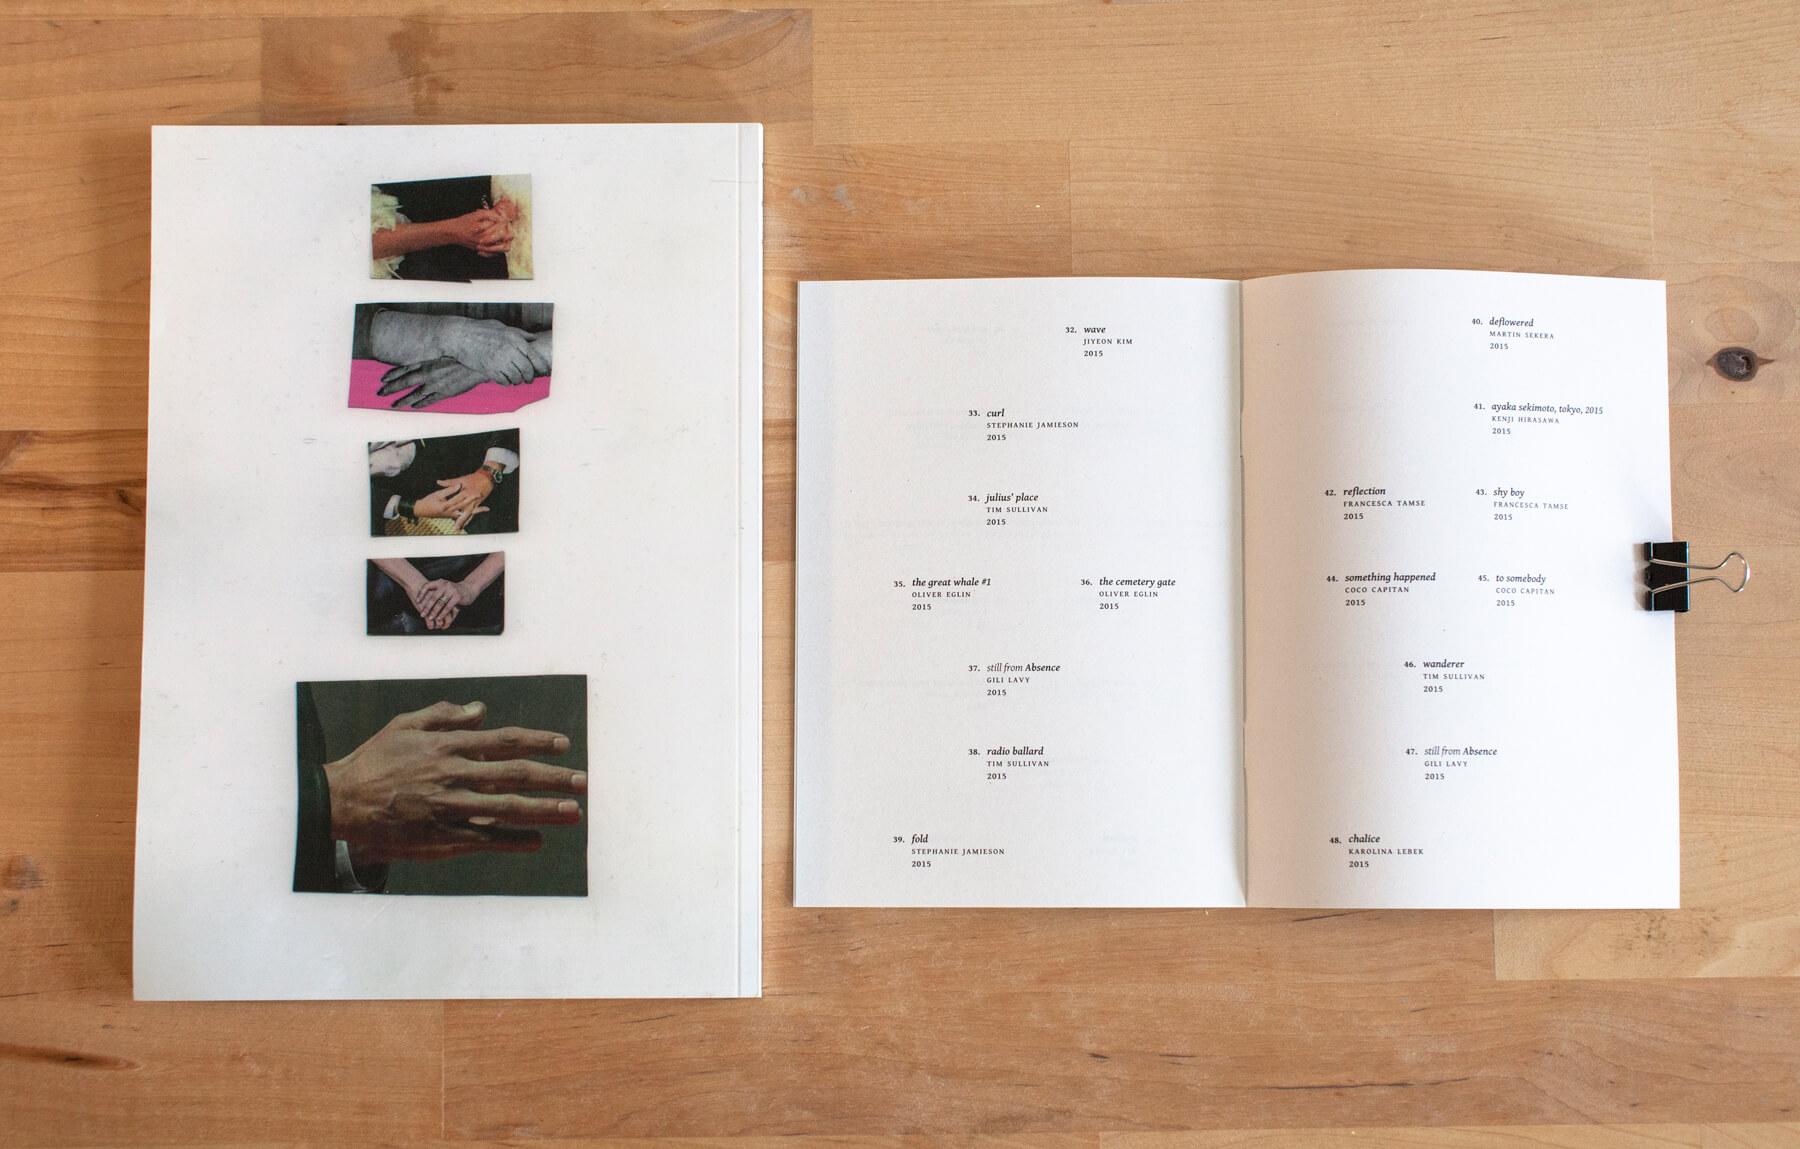 32. wave
JIYEON KIM
2015
33. curl
STEPHANIE JAMIESON
2015
34. julius' place
TIM SULLIVAN
2015
35. the great whale #1
OLIVER EGLIN
2015
36. the cemetery gate
OLIVER EGLIN
2015
37. still from Absence
GILI LAVY
2015
38. radio ballard
TIM SULLIVAN
2015
39. fold
STEPHANIE JAMIESON
2015
40. deflowered
MARTIN SEKERA
2015
41. ayaka sekimoto, tokyo, 2015
KENJI HIRASAWA
2015
42. reflection
FRANCESCA TAMSE
2015
43. shy boy
FRANCESCA TAMSE
2015
44. something happened
COCO CAPITAN
2015
45. to somebody
COCO CAPITAN
2015
46. wanderer
TIM SULLIVAN
2015
47. still from Absence
GILI LAVY
2015
48. chalice
KAROLINA LEBEK
2015